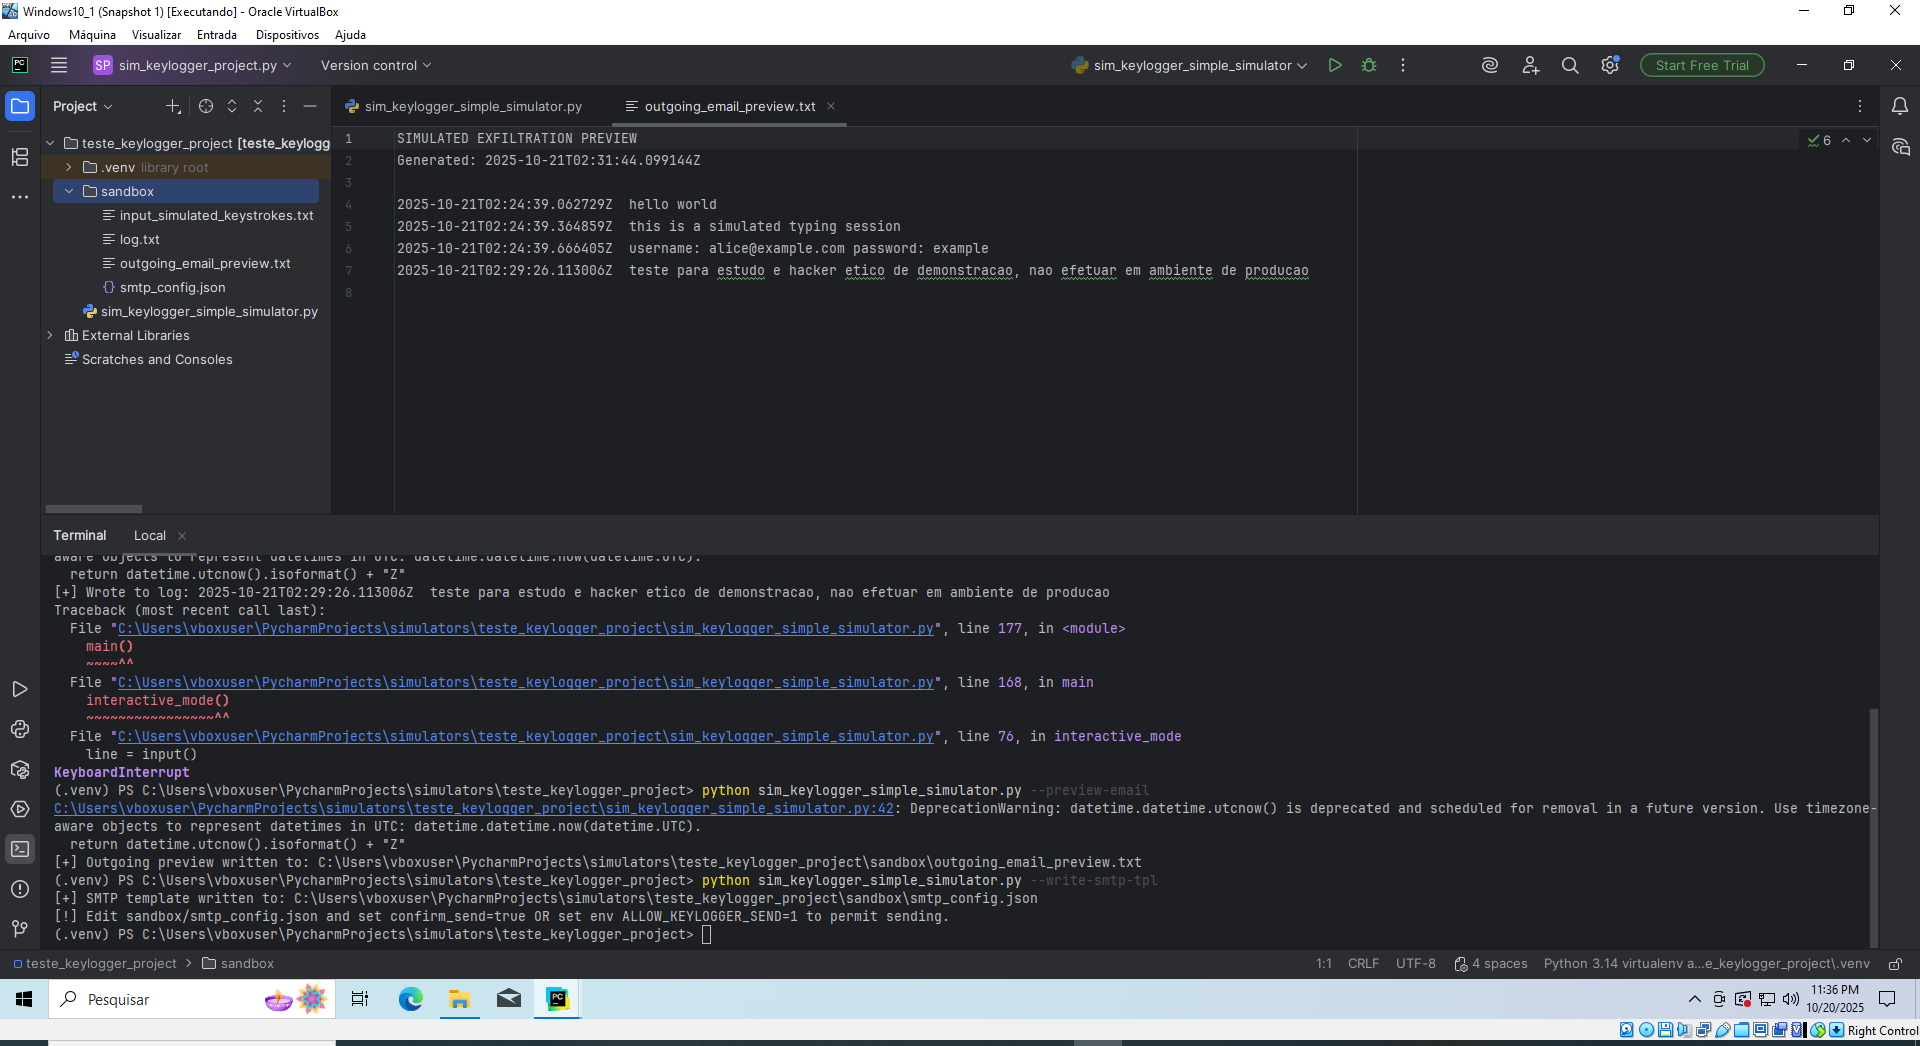 Windows10_1 (Snapshot 1) [Executando] - Oracle VirtualBox
Arquivo Máquina Visualizar Entrada Dispositivos Ajuda
PC SP sim_keylogger_project.py Version control sim_keylogger_simple_simulator Start Free Trial
Project
sim_keylogger_simple_simulator.py outgoing_email_preview.txt
teste_keylogger_project [teste_keylogg
.venv library root
sandbox
input_simulated_keystrokes.txt
log.txt
outgoing_email_preview.txt
smtp_config.json
sim_keylogger_simple_simulator.py
External Libraries
Scratches and Consoles
1 SIMULATED EXFILTRATION PREVIEW
6
2 Generated: 2025-10-21T02:31:44.099144Z
3
4 2025-10-21T02:24:39.062729Z hello world
5 2025-10-21T02:24:39.364859Z this is a simulated typing session
6 2025-10-21T02:24:39.666405Z username: alice@example.com password: example
7 2025-10-21T02:29:26.113006Z teste para estudo e hacker etico de demonstracao, nao efetuar em ambiente de producao
8
Terminal Local
aware objects to represent datetimes in UTC: datetime.datetime.now(datetime.UTC).
return datetime.utcnow().isoformat() + "Z"
[+] Wrote to log: 2025-10-21T02:29:26.113006Z teste para estudo e hacker etico de demonstracao, nao efetuar em ambiente de producao
Traceback (most recent call last):
File "C:\Users\vboxuser\PycharmProjects\simulators\teste_keylogger_project\sim_keylogger_simple_simulator.py", line 177, in <module>
main()
~~~~^^
File "C:\Users\vboxuser\PycharmProjects\simulators\teste_keylogger_project\sim_keylogger_simple_simulator.py", line 168, in main
interactive_mode()
~~~~~~~~~~~~~~~~^^
File "C:\Users\vboxuser\PycharmProjects\simulators\teste_keylogger_project\sim_keylogger_simple_simulator.py", line 76, in interactive_mode
line = input()
KeyboardInterrupt
(.venv) PS C:\Users\vboxuser\PycharmProjects\simulators\teste_keylogger_project> python sim_keylogger_simple_simulator.py --preview-email
C:\Users\vboxuser\PycharmProjects\simulators\teste_keylogger_project\sim_keylogger_simple_simulator.py:42: DeprecationWarning: datetime.datetime.utcnow() is deprecated and scheduled for removal in a future version. Use timezone-
aware objects to represent datetimes in UTC: datetime.datetime.now(datetime.UTC).
return datetime.utcnow().isoformat() + "Z"
[+] Outgoing preview written to: C:\Users\vboxuser\PycharmProjects\simulators\teste_keylogger_project\sandbox\outgoing_email_preview.txt
(.venv) PS C:\Users\vboxuser\PycharmProjects\simulators\teste_keylogger_project> python sim_keylogger_simple_simulator.py --write-smtp-tpl
[+] SMTP template written to: C:\Users\vboxuser\PycharmProjects\simulators\teste_keylogger_project\sandbox\smtp_config.json
[!] Edit sandbox/smtp_config.json and set confirm_send=true OR set env ALLOW_KEYLOGGER_SEND=1 to permit sending.
(.venv) PS C:\Users\vboxuser\PycharmProjects\simulators\teste_keylogger_project>
teste_keylogger_project > sandbox 1:1 CRLF UTF-8 4 spaces Python 3.14 virtualenv a...e_keylogger_project\.venv
Pesquisar
PC
11:36 PM
10/20/2025
Right Control